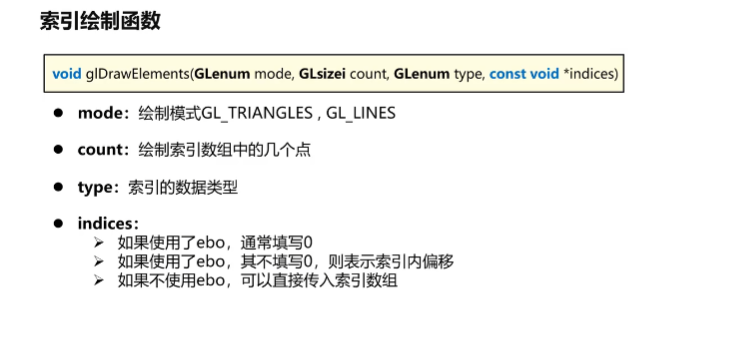 索引绘制函数
void glDrawElements(GLenum mode, GLsizei count, GLenum type, const void *indices)
● mode：绘制模式GL_TRIANGLES , GL_LINES
● count：绘制索引数组中的几个点
● type：索引的数据类型
● indices：
➢ 如果使用了ebo，通常填写0
➢ 如果使用了ebo，其不填写0，则表示索引内偏移
➢ 如果不使用ebo，可以直接传入索引数组